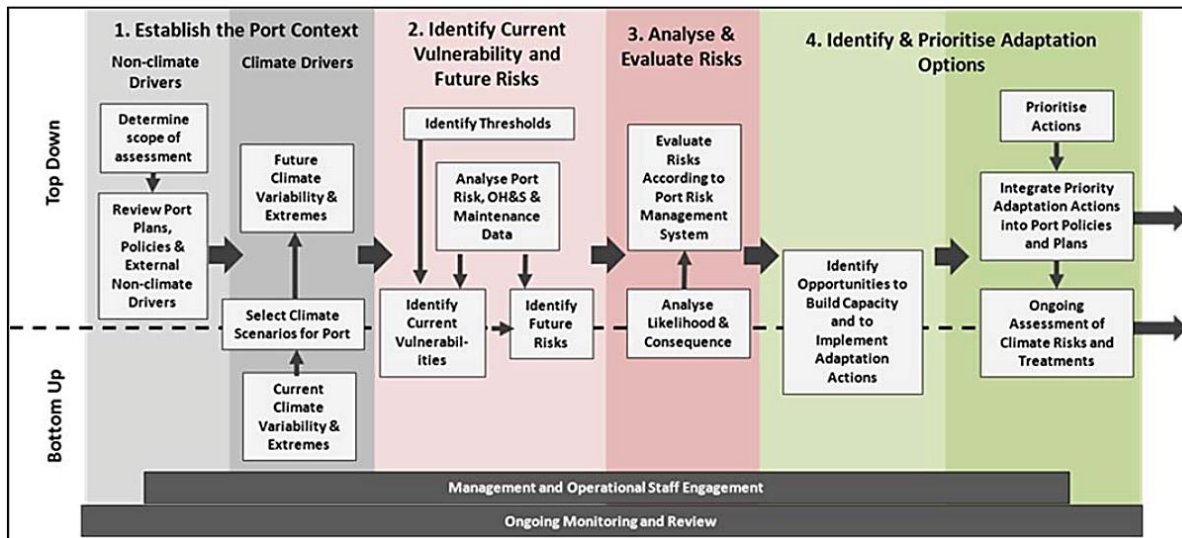 1. Establish the Port Context
Non-climate
Drivers
Climate Drivers
2. Identify Current
Vulnerability and
Future Risks
3. Analyse &
Evaluate Risks
4. Identify & Prioritise Adaptation
Options
Top Down
Bottom Up
Determine
scope of
assessment
Review Port
Plans,
Policies &
External
Non-climate
Drivers
Future
Climate
Variability &
Extremes
Select Climate
Scenarios for Port
Current
Climate
Variability &
Extremes
Identify Thresholds
Analyse Port
Risk, OH&S &
Maintenance
Data
Identify
Current
Vulnerabil-
ities
Identify
Future
Risks
Evaluate
Risks
According to
Port Risk
Management
System
Analyse
Likelihood &
Consequence
Identify
Opportunities to
Build Capacity
and to
Implement
Adaptation
Actions
Prioritise
Actions
Integrate Priority
Adaptation Actions
into Port Policies
and Plans
Ongoing
Assessment of
Climate Risks and
Treatments
Management and Operational Staff Engagement
Ongoing Monitoring and Review